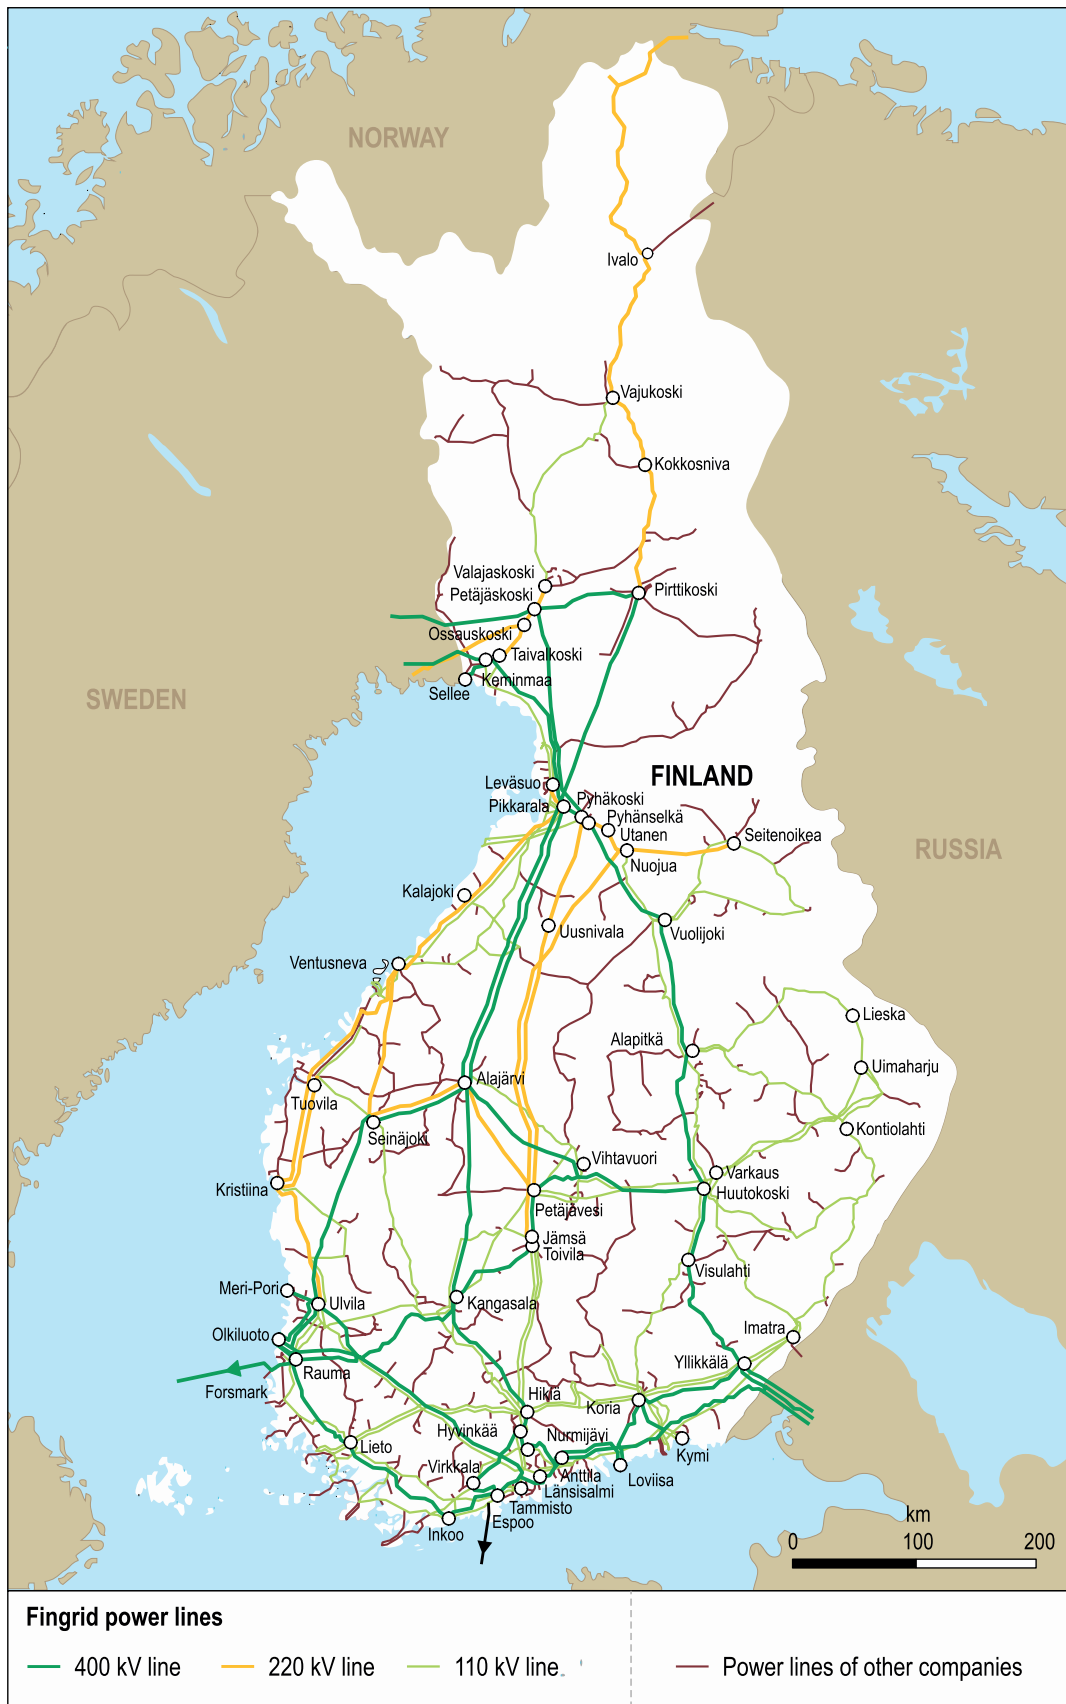 NORWAY
Ivalo
Vajukoski
Kokkosniva
Valajaskoski
Petäjäskoski
Pirttikoski
Ossauskoski
Taivalkoski
Keminmaa
Sellee
SWEDEN
FINLAND
Leväsuo
Pikkarala
Pyhäkoski
Pyhänselkä
Utanen
Seitenoikea
RUSSIA
Nuojua
Kalajoki
Uusnivala
Vuolijoki
Ventusneva
Lieska
Alapitkä
Uimaharju
Alajärvi
Tuovila
Seinäjoki
Kontiolahti
Vihtavuori
Varkaus
Kristiina
Huutokoski
Petäjävesi
Jämsä
Toivila
Visulahti
Meri-Pori
Ulvila
Kangasala
Olkiluoto
Imatra
Yllikkälä
Rauma
Forsmark
Hikiä
Koria
Hyvinkää
Nurmijävi
Lieto
Kymi
Virkkala
Anttila
Loviisa
Länsisalmi
Tammisto
Espoo
Inkoo
km
0 100 200
Fingrid power lines
400 kV line
220 kV line
110 kV line
Power lines of other companies